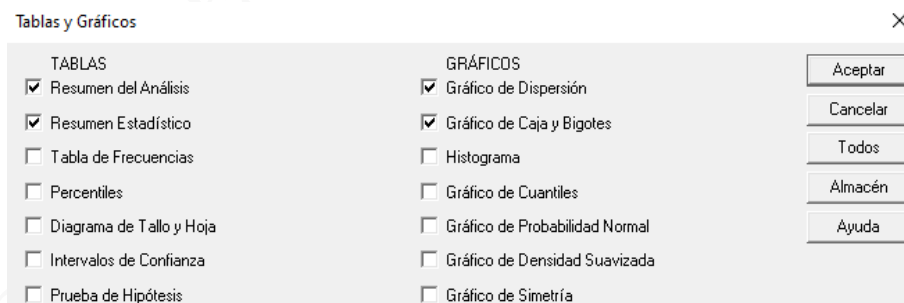 Tablas y Gráficos
TABLAS
Resumen del Análisis
Resumen Estadístico
Tabla de Frecuencias
Percentiles
Diagrama de Tallo y Hoja
Intervalos de Confianza
Prueba de Hipótesis
GRÁFICOS
Gráfico de Dispersión
Gráfico de Caja y Bigotes
Histograma
Gráfico de Cuantiles
Gráfico de Probabilidad Normal
Gráfico de Densidad Suavizada
Gráfico de Simetría
Aceptar
Cancelar
Todos
Almacén
Ayuda